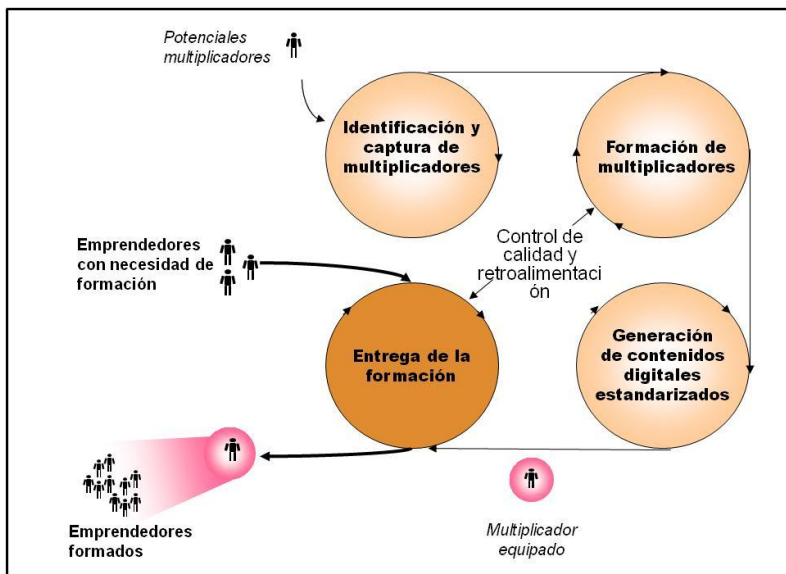 Potenciales
multiplicadores
Identificación y
captura de
multiplicadores
Formación de
multiplicadores
Emprendedores
con necesidad de
formación
Control de
calidad y
retroalimentaci
ón
Entrega de la
formación
Generación
de contenidos
digitales
estandarizados
Emprendedores
formados
Multiplicador
equipado